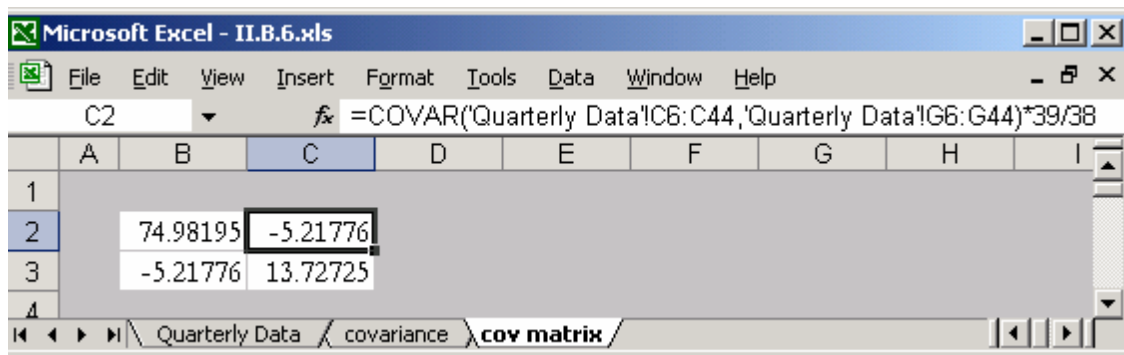 Microsoft Excel - II.B.6.xls
File Edit View Insert Format Tools Data Window Help
C2 fx =COVAR('Quarterly Data'!C6:C44,'Quarterly Data'!G6:G44)*39/38
A B C D E F G H I
1
2 74.98195 -5.21776
3 -5.21776 13.72725
4
Quarterly Data covariance cov matrix